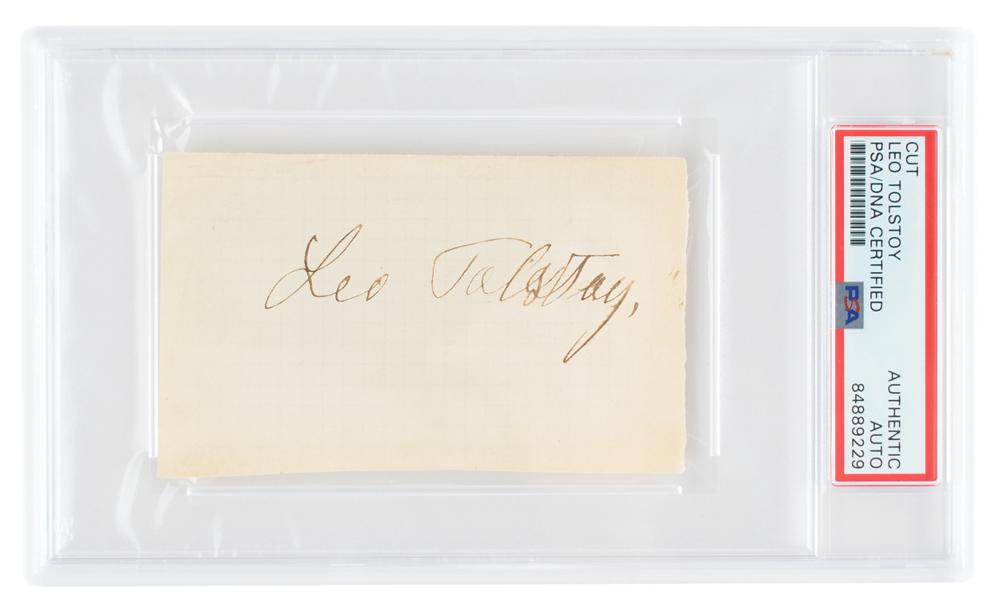 Leo Tolstoy,
CUT
LEO TOLSTOY
PSA/DNA CERTIFIED
PSA
AUTHENTIC
AUTO
84889229